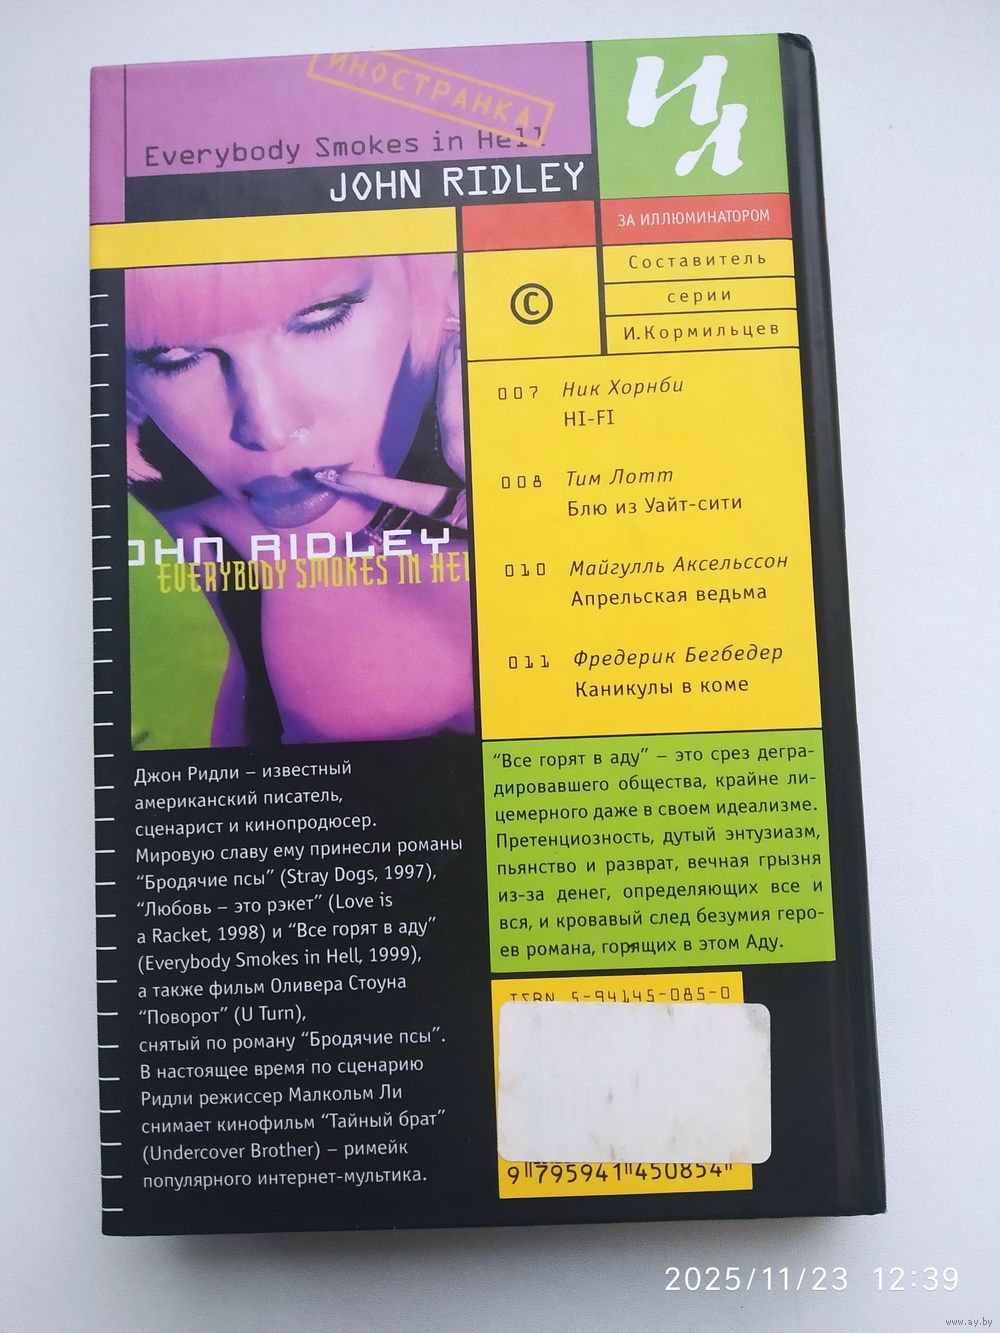 ИНОСТРАНКА
Everybody Smokes in Hell
JOHN RIDLEY
ИЛ
ЗА ИЛЛЮМИНАТОРОМ
Составитель
серии
И.Кормильцев
©
007 Ник Хорнби
HI-FI
008 Тим Лотт
Блю из Уайт-сити
010 Майгулль Аксельссон
Апрельская ведьма
011 Фредерик Бегбедер
Каникулы в коме
OHN RIDLEY
EVERYBODY SMOKES IN HEL
Джон Ридли – известный
американский писатель,
сценарист и кинопродюсер.
Мировую славу ему принесли романы
“Бродячие псы” (Stray Dogs, 1997),
“Любовь – это рэкет” (Love is
a Racket, 1998) и “Все горят в аду”
(Everybody Smokes in Hell, 1999),
а также фильм Оливера Стоуна
“Поворот” (U Turn),
снятый по роману “Бродячие псы”.
В настоящее время по сценарию
Ридли режиссер Малкольм Ли
снимает кинофильм “Тайный брат”
(Undercover Brother) – римейк
популярного интернет-мультика.
“Все горят в аду” – это срез дегра-
дировавшего общества, крайне ли-
цемерного даже в своем идеализме.
Претенциозность, дутый энтузиазм,
пьянство и разврат, вечная грызня
из-за денег, определяющих все и
вся, и кровавый след безумия геро-
ев романа, горящих в этом Аду.
ISBN 5-94145-085-0
9 795941 450854
2025/11/23 12:39
www.ay.by